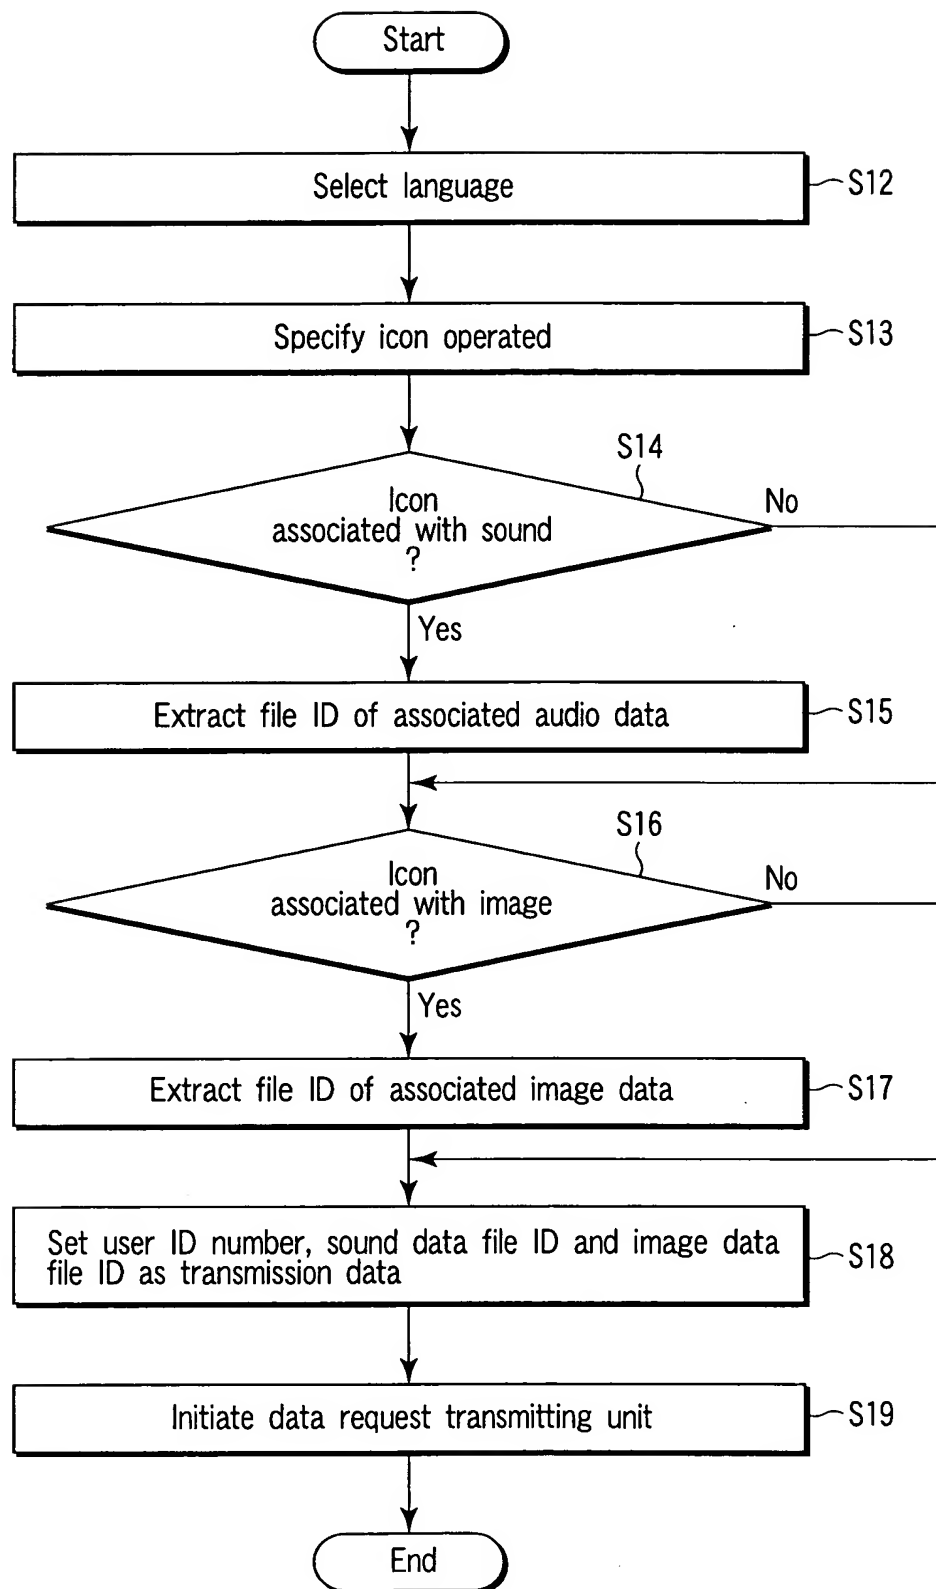 Start
Select language
S12
Specify icon operated
S13
S14
Icon
associated with sound
?
No
Yes
Extract file ID of associated audio data
S15
S16
Icon
associated with image
?
No
Yes
Extract file ID of associated image data
S17
Set user ID number, sound data file ID and image data
file ID as transmission data
S18
Initiate data request transmitting unit
S19
End